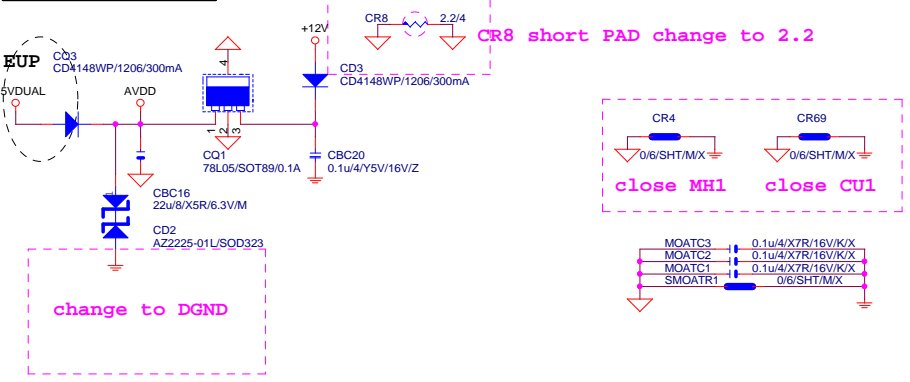 CR8 2.2/4
+12V
CR8 short PAD change to 2.2
EUP CQ3
CD4148WP/1206/300mA
4
CD3
CD4148WP/1206/300mA
5VDUAL AVDD
CR4 CR69
1 2 3
CQ1
78L05/SOT89/0.1A
CBC20
0.1u/4/Y5V/16V/Z
0/6/SHT/M/X 0/6/SHT/M/X
close MH1 close CU1
CBC16
22u/8/X5R/6.3V/M
CD2
AZ2225-01L/SOD323
MOATC3 0.1u/4/X7R/16V/K/X
MOATC2 0.1u/4/X7R/16V/K/X
MOATC1 0.1u/4/X7R/16V/K/X
SMOATR1 0/6/SHT/M/X
change to DGND